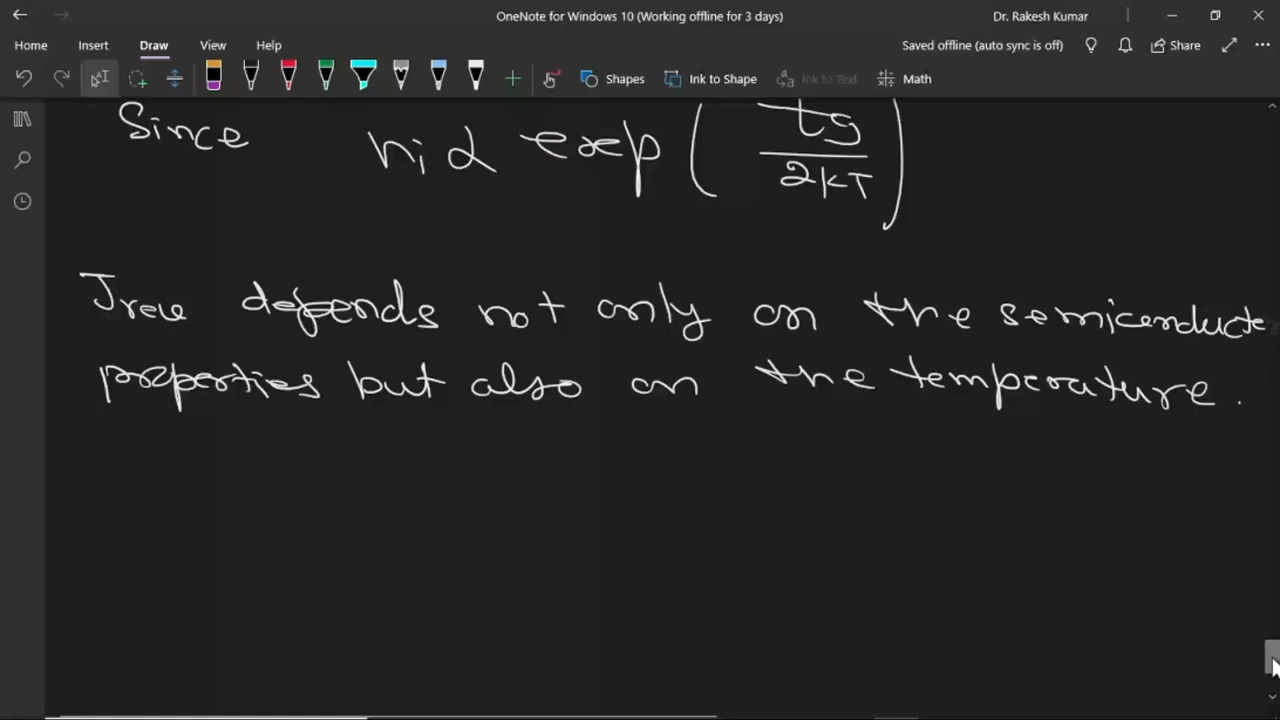 OneNote for Windows 10 (Working offline for 3 days)
Dr. Rakesh Kumar
Home Insert Draw View Help
Saved offline (auto sync is off) Share
Shapes Ink to Shape Ink to Text Math
Since ni α exp (Eg/2KT)
Jrev depends not only on the semiconducto
properties but also on the temperature.